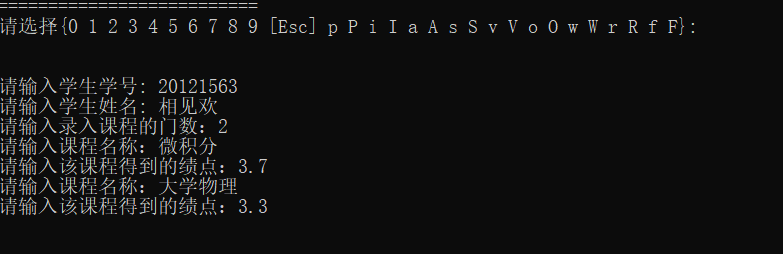 ==========================
请选择{0 1 2 3 4 5 6 7 8 9 [Esc] p P i I a A s S v V o O w W r R f F}:
请输入学生学号: 20121563
请输入学生姓名: 相见欢
请输入录入课程的门数：2
请输入课程名称：微积分
请输入该课程得到的绩点：3.7
请输入课程名称：大学物理
请输入该课程得到的绩点：3.3